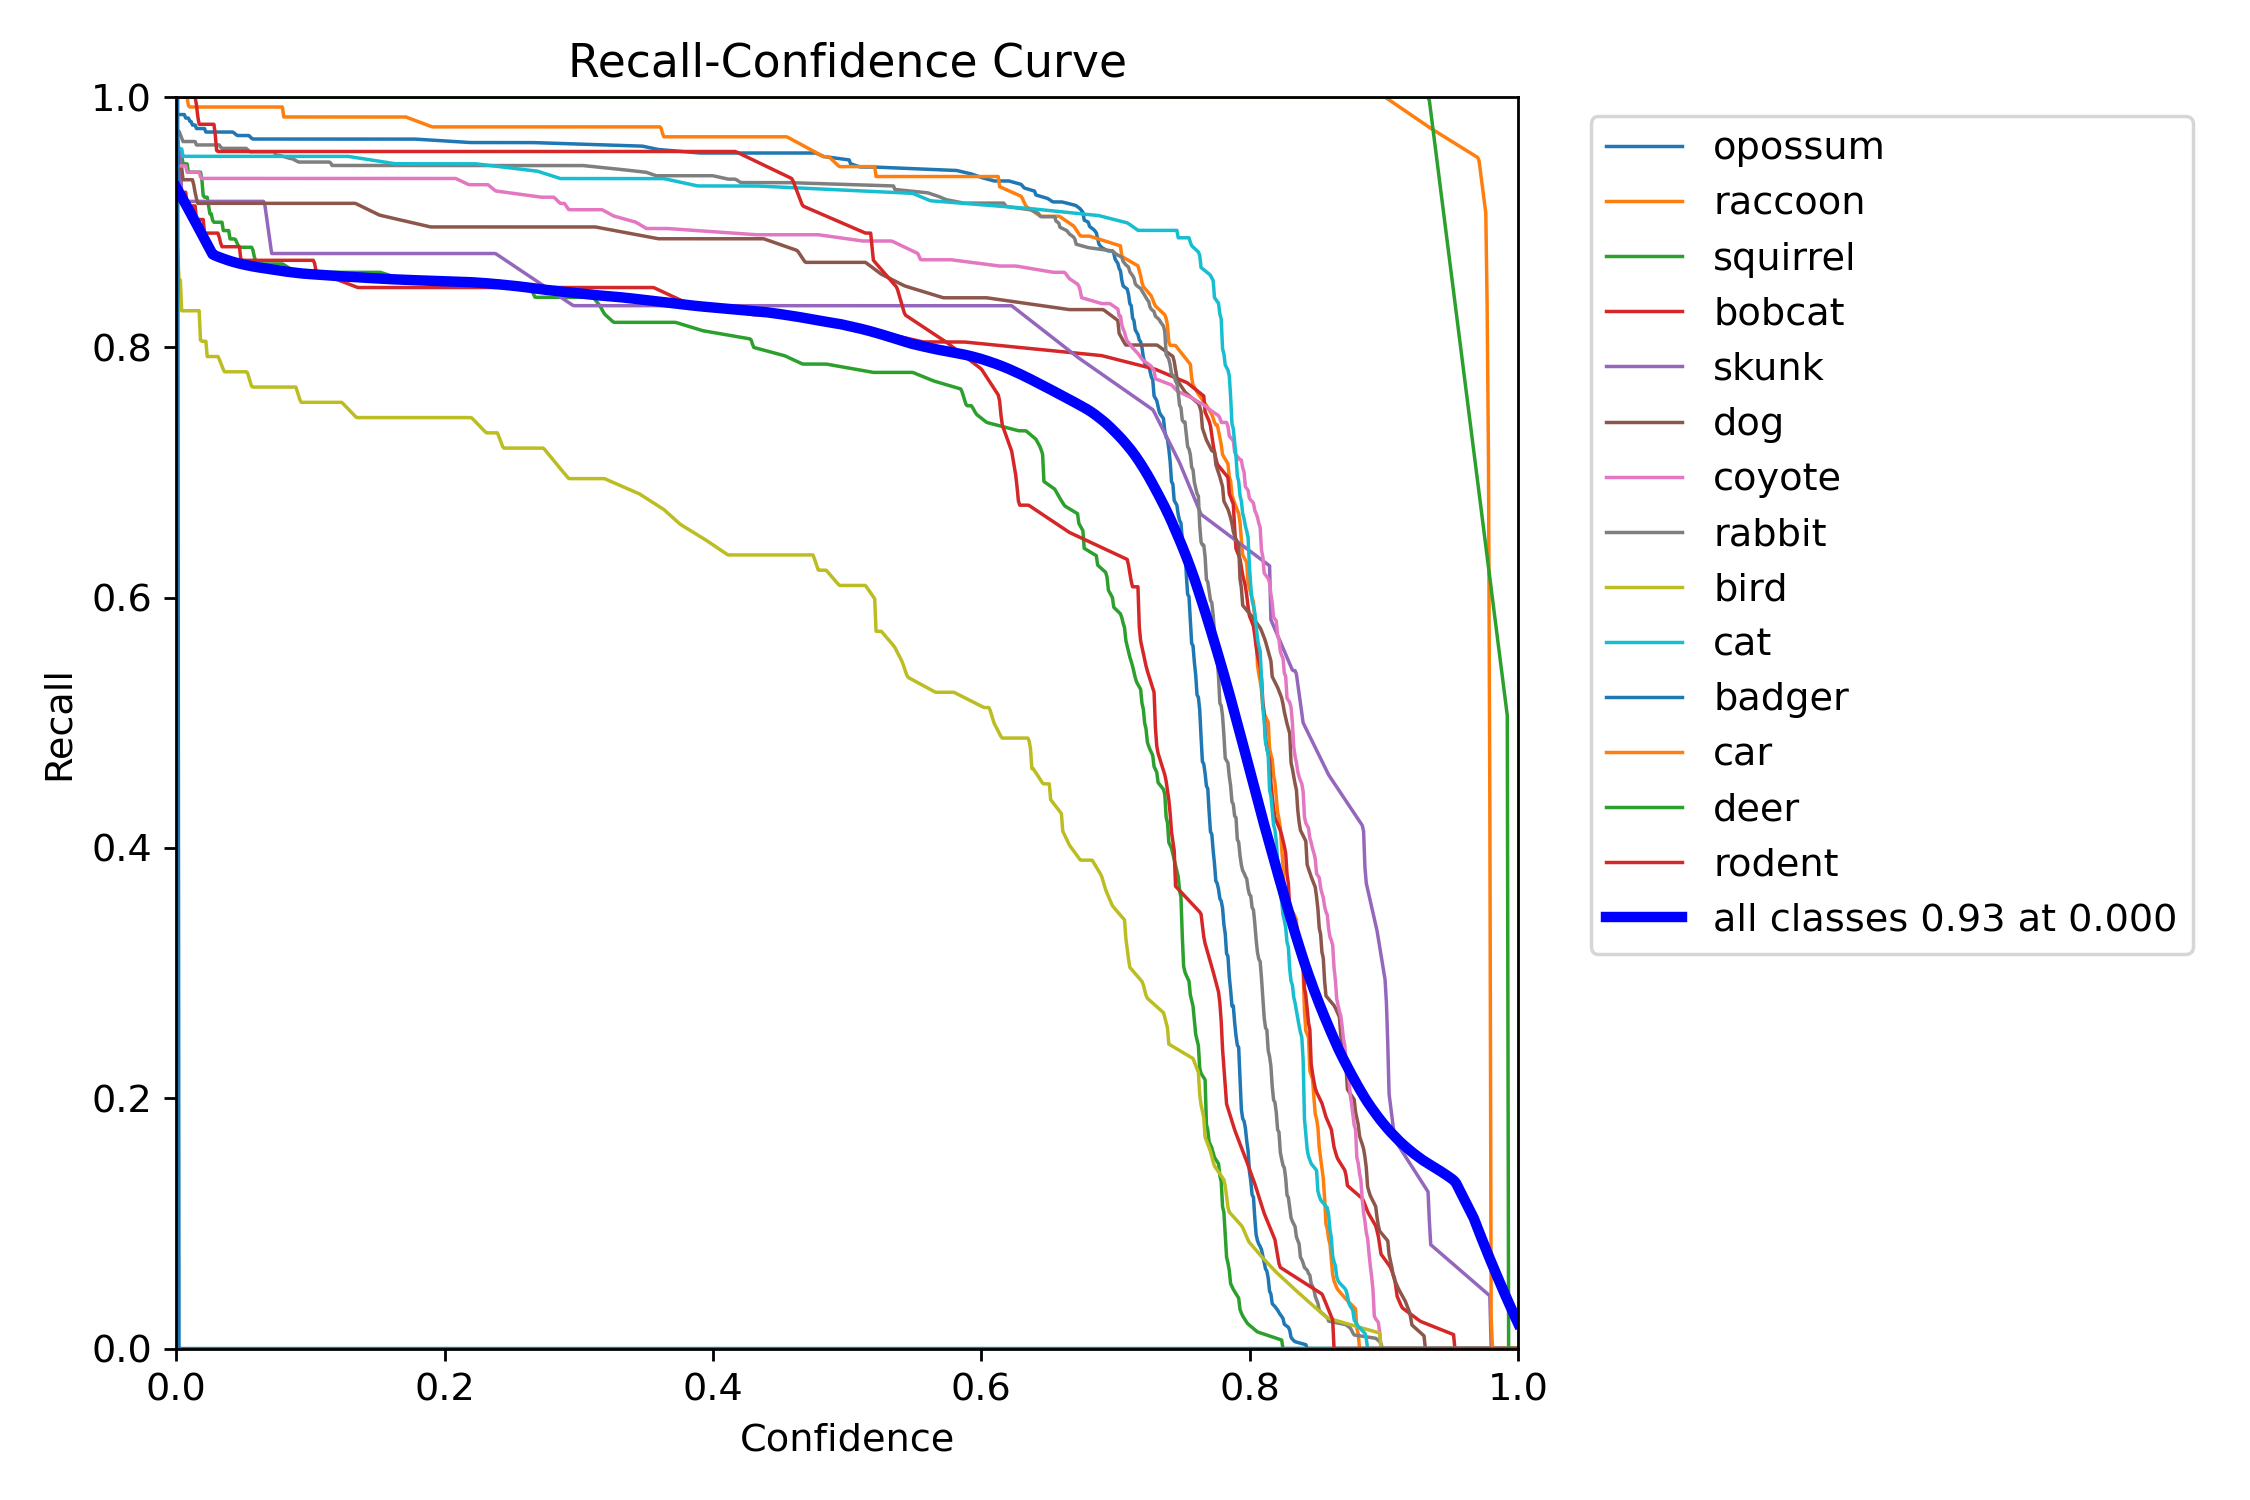 Recall-Confidence Curve
1.0
0.8
0.6
0.4
0.2
0.0
Recall
0.0 0.2 0.4 0.6 0.8 1.0
Confidence
opossum
raccoon
squirrel
bobcat
skunk
dog
coyote
rabbit
bird
cat
badger
car
deer
rodent
all classes 0.93 at 0.000